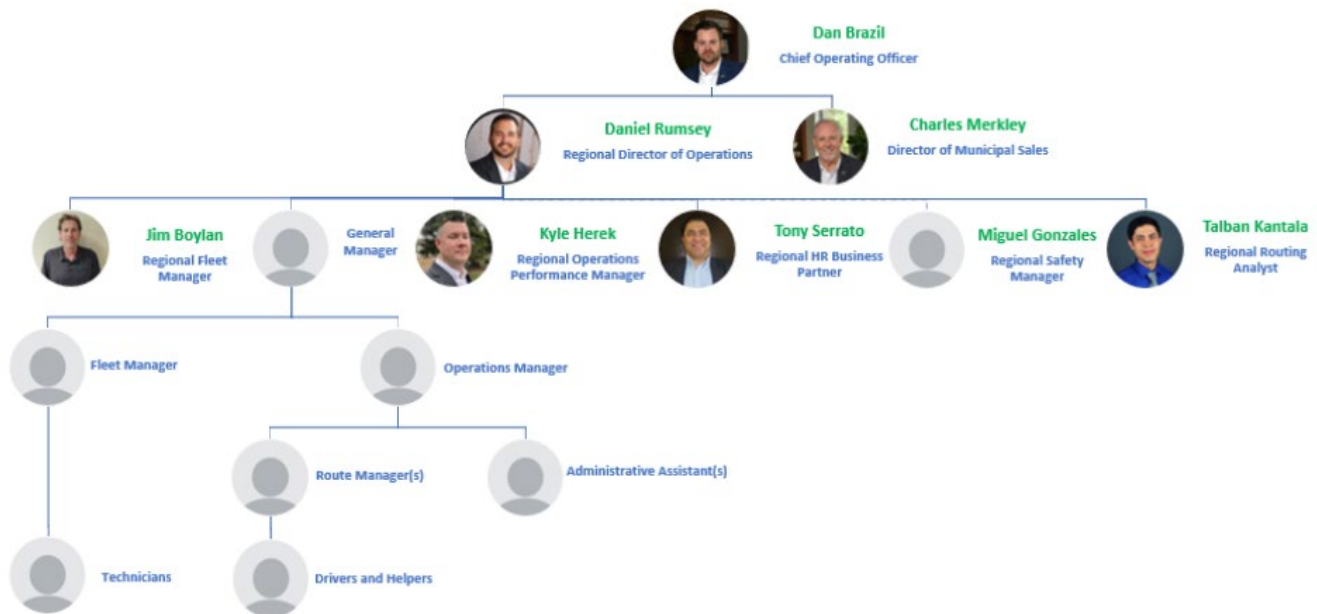 Dan Brazil
Chief Operating Officer
Daniel Rumsey
Regional Director of Operations
Charles Merkley
Director of Municipal Sales
Jim Boylan
Regional Fleet
Manager
General
Manager
Kyle Herek
Regional Operations
Performance Manager
Tony Serrato
Regional HR Business
Partner
Miguel Gonzales
Regional Safety
Manager
Talban Kantala
Regional Routing
Analyst
Fleet Manager
Operations Manager
Route Manager(s)
Administrative Assistant(s)
Technicians
Drivers and Helpers